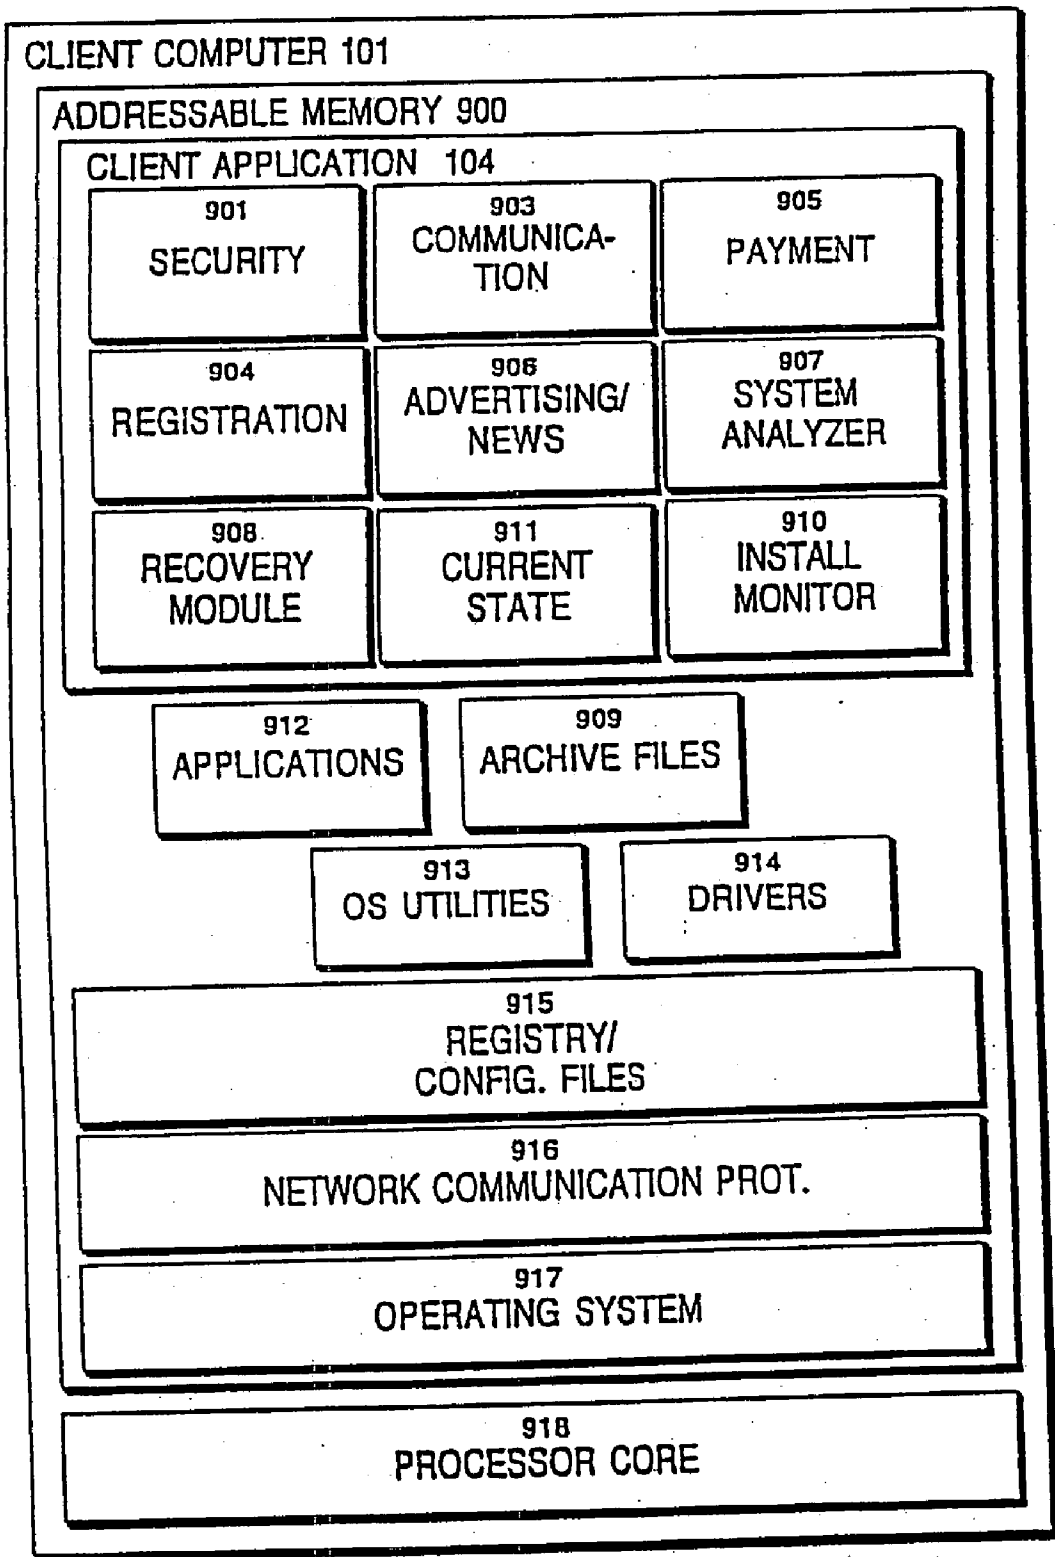 CLIENT COMPUTER 101
ADDRESSABLE MEMORY 900
CLIENT APPLICATION 104
901
SECURITY
903
COMMUNICA-
TION
905
PAYMENT
904
REGISTRATION
906
ADVERTISING/
NEWS
907
SYSTEM
ANALYZER
908
RECOVERY
MODULE
911
CURRENT
STATE
910
INSTALL
MONITOR
912
APPLICATIONS
909
ARCHIVE FILES
913
OS UTILITIES
914
DRIVERS
915
REGISTRY/
CONFIG. FILES
916
NETWORK COMMUNICATION PROT.
917
OPERATING SYSTEM
918
PROCESSOR CORE